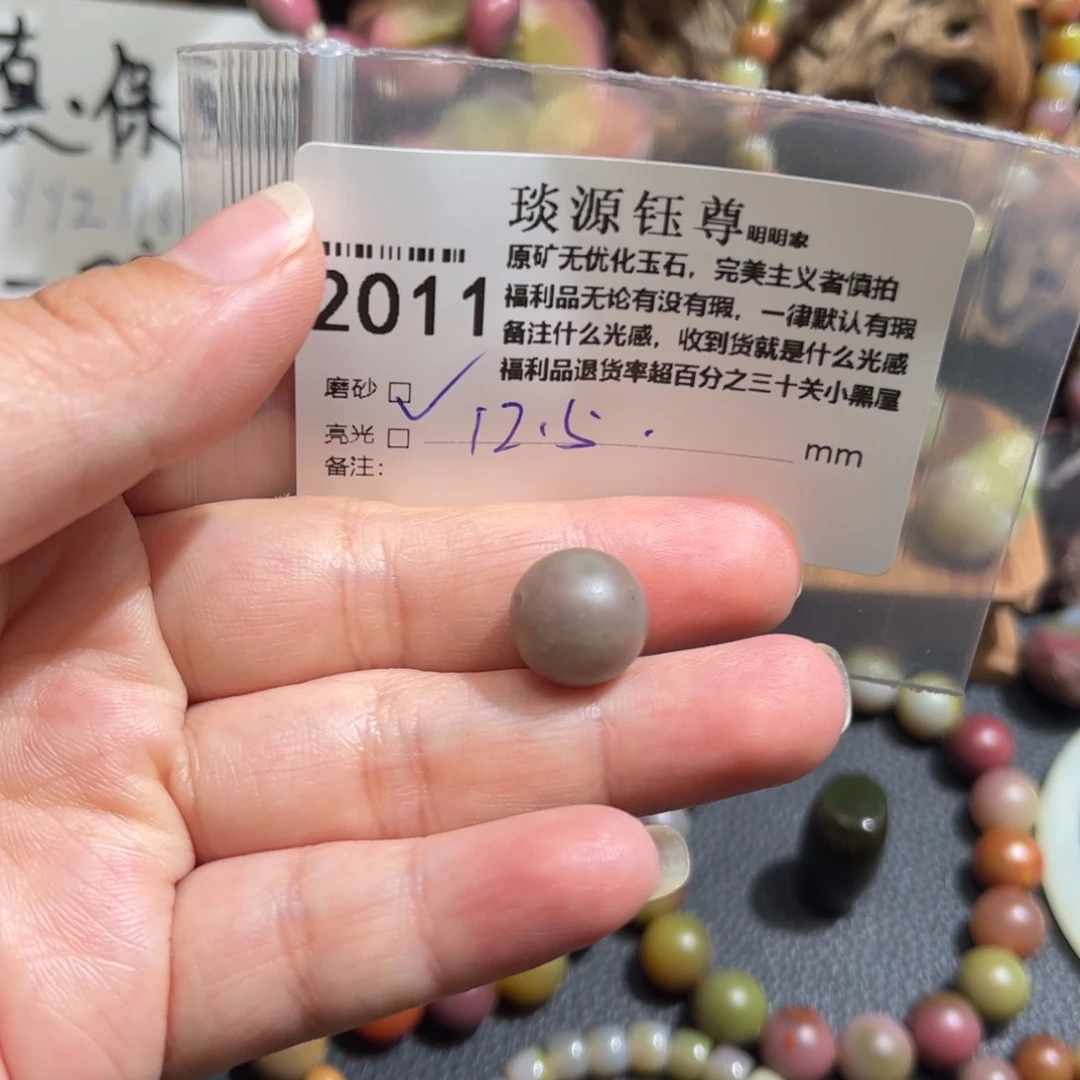 琰源钰尊明明家
原矿无优化玉石，完美主义者慎拍
福利品无论有没有瑕，一律默认有瑕
备注什么光感，收到货就是什么光感
福利品退货率超百分之三十关小黑屋
2011
磨砂 □ ✓
亮光 □ 12.5. mm
备注：
保